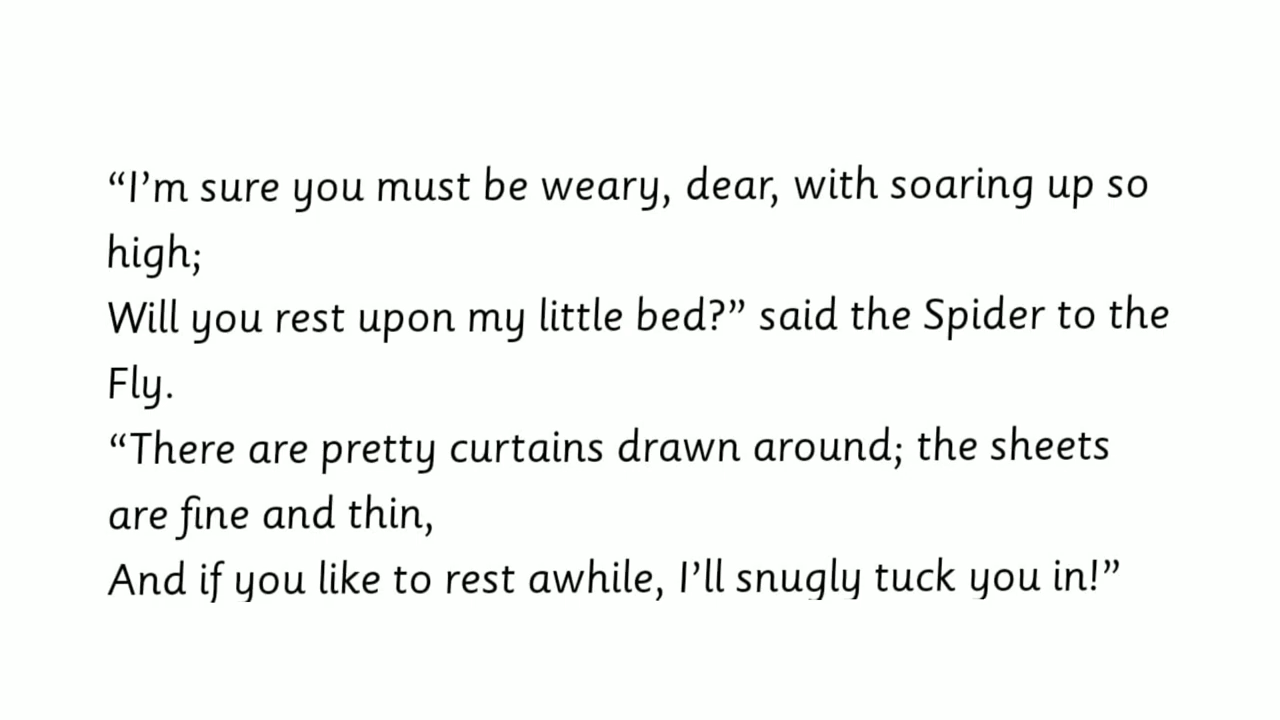 “I’m sure you must be weary, dear, with soaring up so
high;
Will you rest upon my little bed?” said the Spider to the
Fly.
“There are pretty curtains drawn around; the sheets
are fine and thin,
And if you like to rest awhile, I’ll snugly tuck you in!”